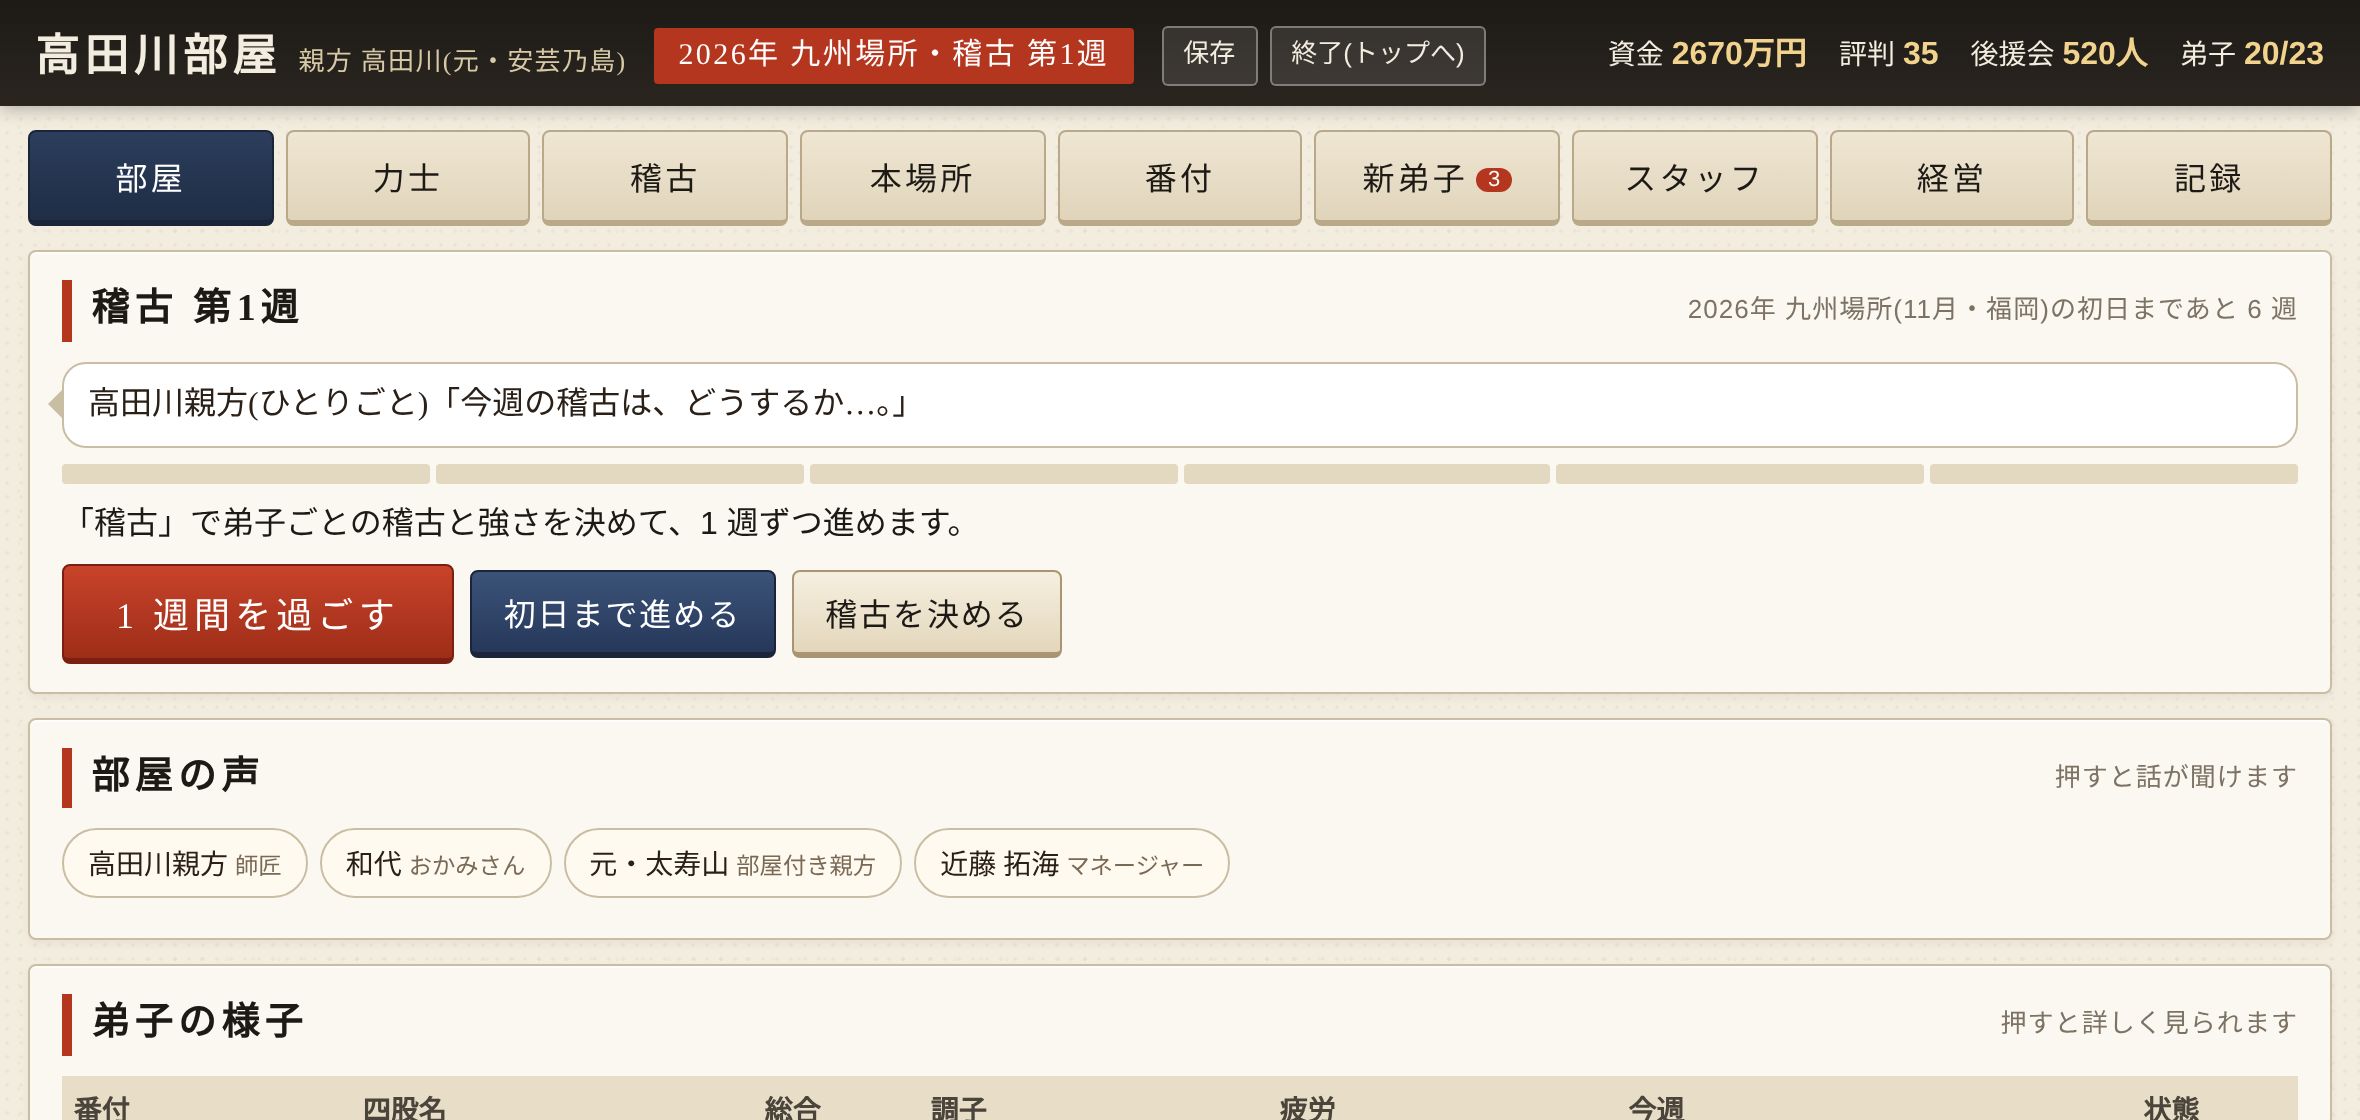 高田川部屋 親方 高田川(元・安芸乃島) 2026年 九州場所・稽古 第1週 保存 終了(トップへ) 資金 2670万円 評判 35 後援会 520人 弟子 20/23
部屋 力士 稽古 本場所 番付 新弟子 3 スタッフ 経営 記録
稽古 第1週 2026年 九州場所(11月・福岡)の初日まであと 6 週
高田川親方(ひとりごと)「今週の稽古は、どうするか…。」
「稽古」で弟子ごとの稽古と強さを決めて、1 週ずつ進めます。
1 週間を過ごす 初日まで進める 稽古を決める
部屋の声 押すと話が聞けます
高田川親方 師匠 和代 おかみさん 元・太寿山 部屋付き親方 近藤 拓海 マネージャー
弟子の様子 押すと詳しく見られます
番付 四股名 総合 調子 疲労 今週 状態